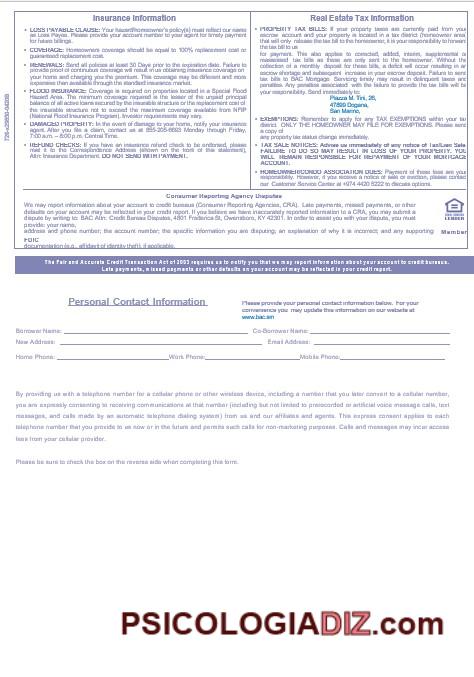 Insurance Information
• LOSS PAYABLE CLAUSE: Your hazard/homeowner's policy(s) must reflect our name
as Loss Payee. Please provide your account number to your agent for timely payment
for future billings.
• COVERAGE: Homeowners coverage should be equal to 100% replacement cost or
guaranteed replacement cost.
• RENEWALS: Send all policies at least 30 Days prior to the expiration date. Failure to
provide proof of continuous coverage will result in us obtaining insurance coverage on
your home and charging you the premium. This coverage may be different and more
expensive than available through the standard insurance market.
• FLOOD INSURANCE: Coverage is required on properties located in a Special Flood
Hazard Area. The minimum coverage required is the lesser of the unpaid principal
balance of all active loans secured by the insurable structure or the replacement cost of
the insurable structure not to exceed the maximum coverage available from NFIP
(National Flood Insurance Program). Investor requirements may vary.
• DAMAGED PROPERTY: In the event of damage to your home, notify your insurance
agent. After you file a claim, contact us at 855-205-6693 Monday through Friday,
7:00 a.m. – 8:00 p.m. Central Time.
• REFUND CHECKS: If you have an insurance refund check to be endorsed, please
mail it to the Correspondence Address (shown on the front of this statement),
Attn: Insurance Department. DO NOT SEND WITH PAYMENT.
Real Estate Tax Information
• PROPERTY TAX BILLS: If your property taxes are currently paid from your
account and your property is located in a tax district (homeowner area
that will only release the tax bill to the homeowner, it is your responsibility to forward
the tax bill to us
for payment. This also applies to corrected, interim, supplemental or
reassessed tax bills as these are only sent to the homeowner. Without the
collection of a monthly deposit for these bills, a deficit will occur resulting in an
escrow shortage and subsequent increase in your escrow deposit. Failure to send
tax bills to BAC Mortgage Servicing timely may result in delinquent taxes and
penalties. Any penalties associated with the failure to provide the tax bills will be
your responsibility. Send immediately to:
Piazza M. Tini, 26,
47899 Dogana,
San Marino,
• EXEMPTIONS: Remember to apply for any TAX EXEMPTIONS within your tax
district. ONLY THE HOMEOWNER MAY FILE FOR EXEMPTIONS. Please send
a copy of
any property tax status change immediately.
• TAX SALE NOTICES: Advise us immediately of any notice of Tax/Lien Sale
FAILURE TO DO SO MAY RESULT IN LOSS OF YOUR PROPERTY. YOU
WILL REMAIN RESPONSIBLE FOR REPAYMENT OF YOUR MORTGAGE
ACCOUNT.
• HOMEOWNER/CONDO ASSOCIATION DUES: Payment of these fees are your
responsibility. However, if you receive a notice of sale or election, please contact
our Customer Service Center at +974 4420 5222 to discuss options.
Consumer Reporting Agency Disputes
We may report information about your account to credit bureaus (Consumer Reporting Agencies, CRA). Late payments, missed payments, or other
defaults on your account may be reflected in your credit report. If you believe we have inaccurately reported information to a CRA, you may submit a
dispute by writing to: BAC Attn: Credit Bureau Disputes, 4801 Frederica St, Owensboro, KY 42301. In order to assist you with your dispute, you must
provide: your name,
address and phone number; the account number; the specific information you are disputing; an explanation of why it is incorrect; and any supporting
documentation (e.g., affidavit of identity theft), if applicable.
LENDER
Member
FDIC
The Fair and Accurate Credit Transaction Act of 2003 requires us to notify you that we may report information about your account to credit bureaus.
Late payments, missed payments or other defaults on your account may be reflected in your credit report.
Personal Contact Information
Please provide your personal contact information below. For your
convenience you may update this information on our website at
www.bac.sm
Borrower Name: Co-Borrower Name:
New Address: Email Address:
Home Phone: Work Phone: Mobile Phone:
By providing us with a telephone number for a cellular phone or other wireless device, including a number that you later convert to a cellular number,
you are expressly consenting to receiving communications at that number (including but not limited to prerecorded or artificial voice message calls, text
messages, and calls made by an automatic telephone dialing system) from us and our affiliates and agents. This express consent applies to each
telephone number that you provide to us now or in the future and permits such calls for non-marketing purposes. Calls and messages may incur access
fees from your cellular provider.
Please be sure to check the box on the reverse side when completing this form.
PSICOLOGIADIZ.com